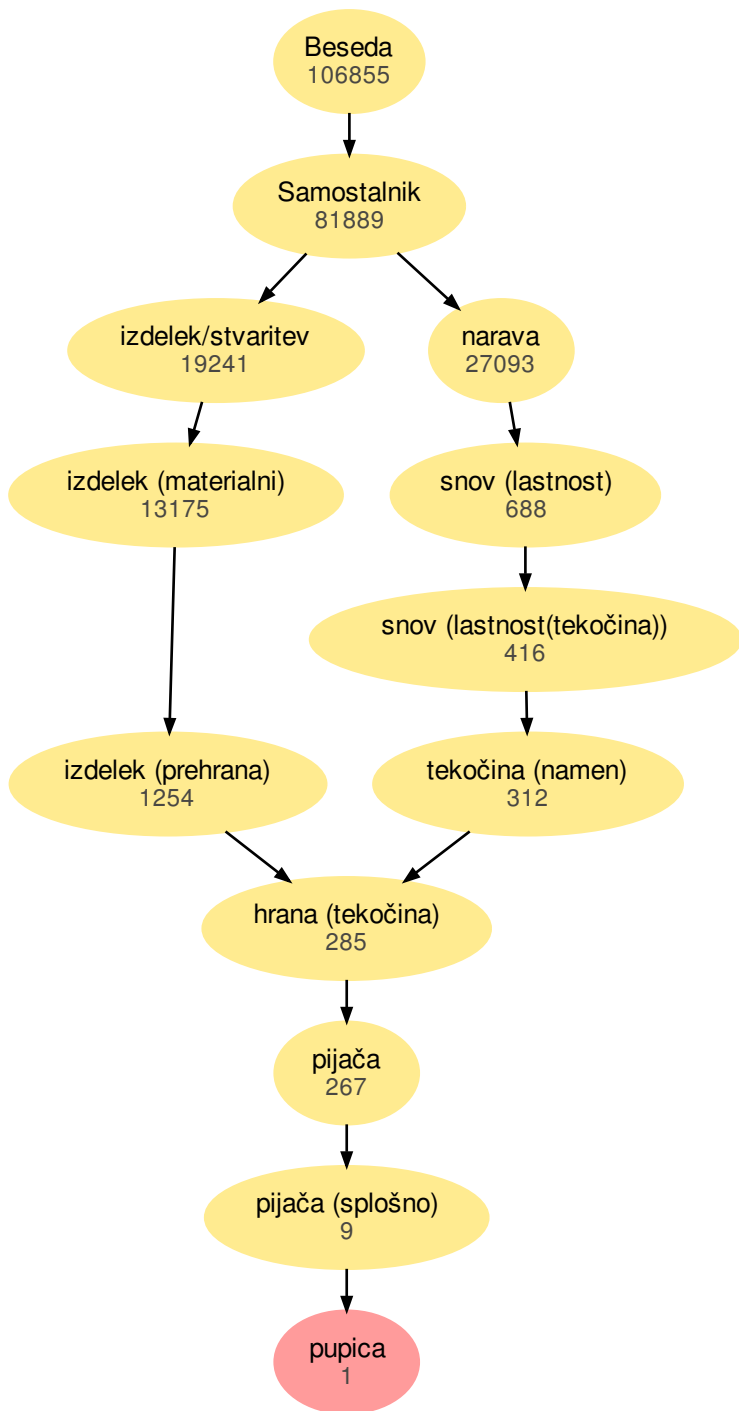 Beseda
106855
Samostalnik
81889
izdelek/stvaritev
19241
narava
27093
izdelek (materialni)
13175
snov (lastnost)
688
snov (lastnost(tekočina))
416
izdelek (prehrana)
1254
tekočina (namen)
312
hrana (tekočina)
285
pijača
267
pijača (splošno)
9
pupica
1